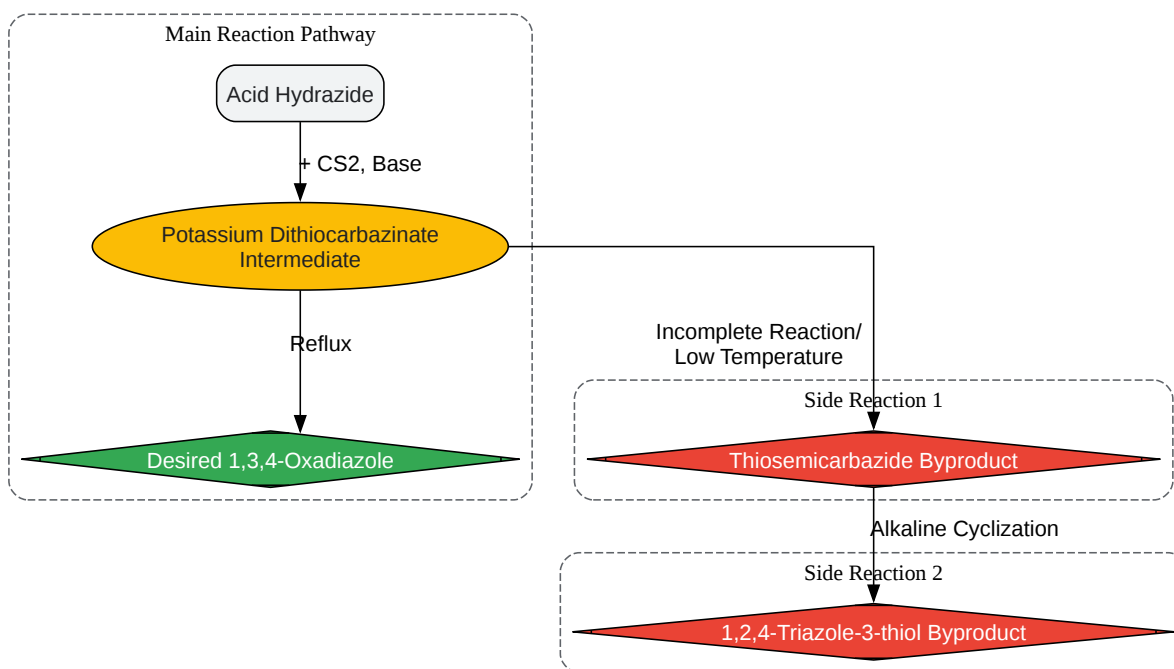 Main Reaction Pathway
Acid Hydrazide
+ CS2, Base
Potassium Dithiocarbazinate
Intermediate
Reflux
Incomplete Reaction/
Low Temperature
Side Reaction 1
Desired 1,3,4-Oxadiazole
Thiosemicarbazide Byproduct
Alkaline Cyclization
Side Reaction 2
1,2,4-Triazole-3-thiol Byproduct